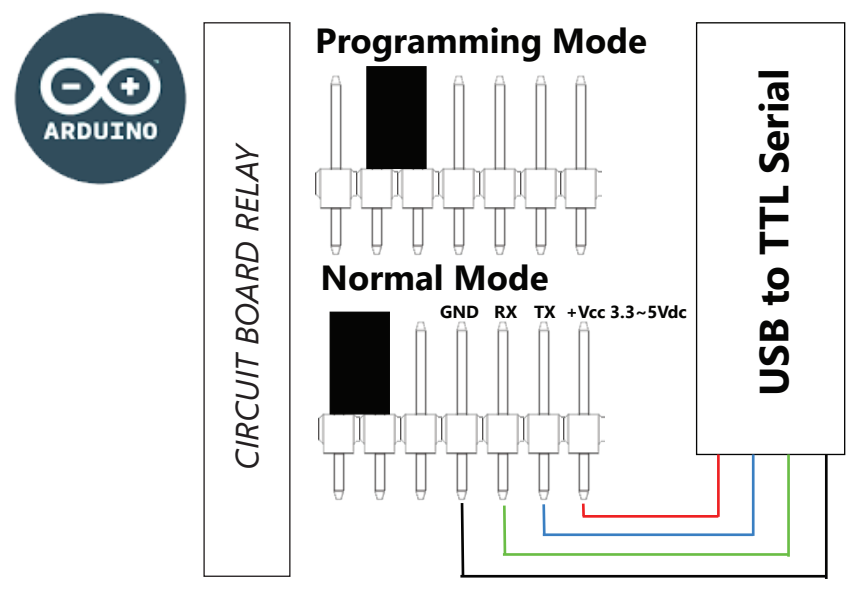 ARDUINO
CIRCUIT BOARD RELAY
Programming Mode
Normal Mode
GND RX TX +Vcc 3.3~5Vdc
USB to TTL Serial